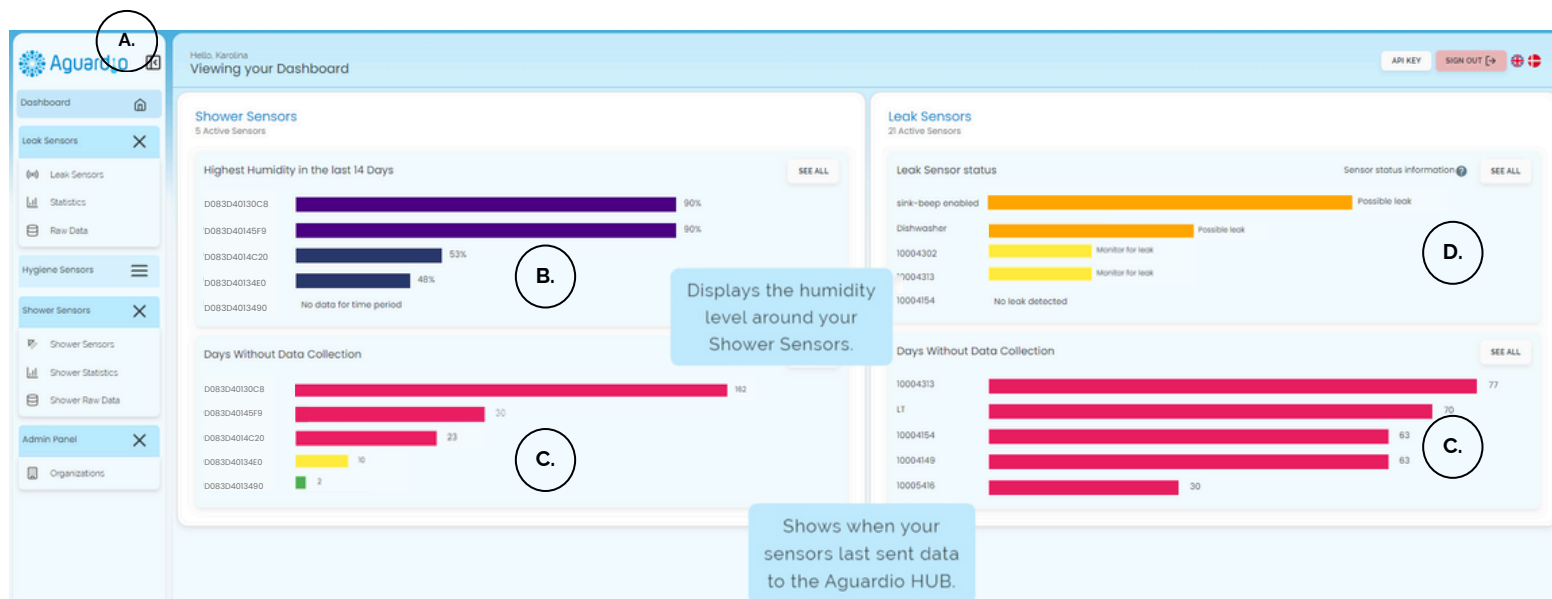 A.
Aguardio
Hello, Karolina
Viewing your Dashboard
API KEY
SIGN OUT
Dashboard
Leak Sensors
Leak Sensors
Statistics
Raw Data
Hygiene Sensors
Shower Sensors
Shower Sensors
Shower Statistics
Shower Raw Data
Admin Panel
Organizations
Shower Sensors
5 Active Sensors
Highest Humidity in the last 14 Days
SEE ALL
D083D40130C8 90%
D083D40145F9 90%
D083D4014C20 53%
D083D40134E0 48%
D083D4013490 No data for time period
B.
Displays the humidity
level around your
Shower Sensors.
Days Without Data Collection
D083D40130C8 162
D083D40145F9 30
D083D4014C20 23
D083D40134E0 10
D083D4013490 2
C.
Shows when your
sensors last sent data
to the Aguardio HUB.
Leak Sensors
21 Active Sensors
Leak Sensor status
Sensor status information ?
SEE ALL
sink-beep enabled Possible leak
Dishwasher Possible leak
10004302 Monitor for leak
10004313 Monitor for leak
10004154 No leak detected
D.
Days Without Data Collection
SEE ALL
10004313 77
LT 70
10004154 63
10004149 63
10005416 30
C.